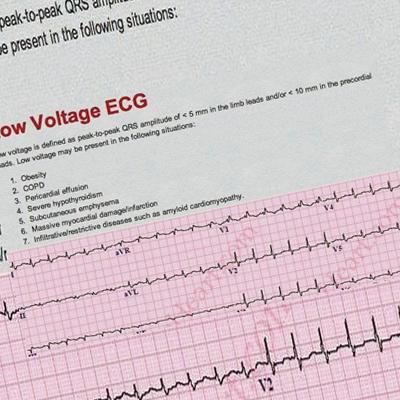 peak-to-peak QRS
be present in the following situations:
ow Voltage ECG
ow voltage is defined as peak-to-peak QRS amplitude of < 5 mm in the limb leads and/or < 10 mm in the precordial
ads. Low voltage may be present in the following situations:
1. Obesity
2. COPD
3. Pericardial effusion
4. Severe hypothyroidism
5. Subcutaneous emphysema
6. Massive myocardial damage/infarction
7. Infiltrative/restrictive diseases such as amyloid cardiomyopathy.
I
aVR
V1
V4
II
aVL
V2
V5
V2